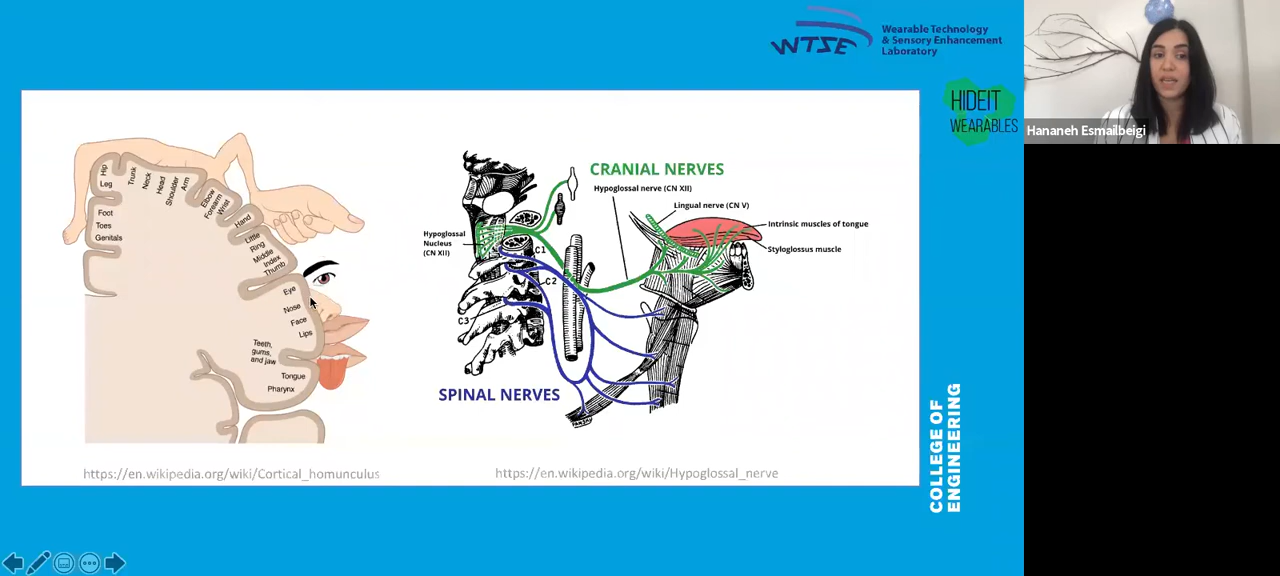 WTSE
Wearable Technology
& Sensory Enhancement
Laboratory
HIDEIT
WEARABLES
Hananeh Esmailbeigi
Hip
Leg
Foot
Toes
Genitals
Trunk
Neck
Head
Shoulder
Arm
Elbow
Forearm
Wrist
Hand
Little
Ring
Middle
Index
Thumb
Eye
Nose
Face
Lips
Teeth,
gums,
and jaw
Tongue
Pharynx
CRANIAL NERVES
Hypoglossal nerve (CN XII)
Lingual nerve (CN V)
Intrinsic muscles of tongue
Styloglossus muscle
Hypoglossal
Nucleus
(CN XII)
C1
C2
C3
SPINAL NERVES
https://en.wikipedia.org/wiki/Cortical_homunculus
https://en.wikipedia.org/wiki/Hypoglossal_nerve
COLLEGE OF
ENGINEERING